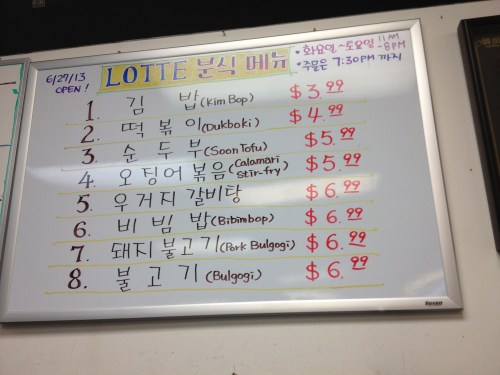 6/27/13
OPEN!
LOTTE 분식 메뉴
• 화요일~토요일 11AM-8PM
• 주문은 7:30PM 까지
1. 김 밥 (Kim Bop) $3.99
2. 떡 볶 이 (Dukboki) $4.99
3. 순 두 부 (Soon Tofu) $5.99
4. 오 징 어 볶 음 (Calamari Stir-fry) $5.99
5. 우 거 지 갈 비 탕 $6.99
6. 비 빔 밥 (Bibimbop) $6.99
7. 돼지 불고기 (Pork Bulgogi) $6.99
8. 불 고 기 (Bulgogi) $6.99